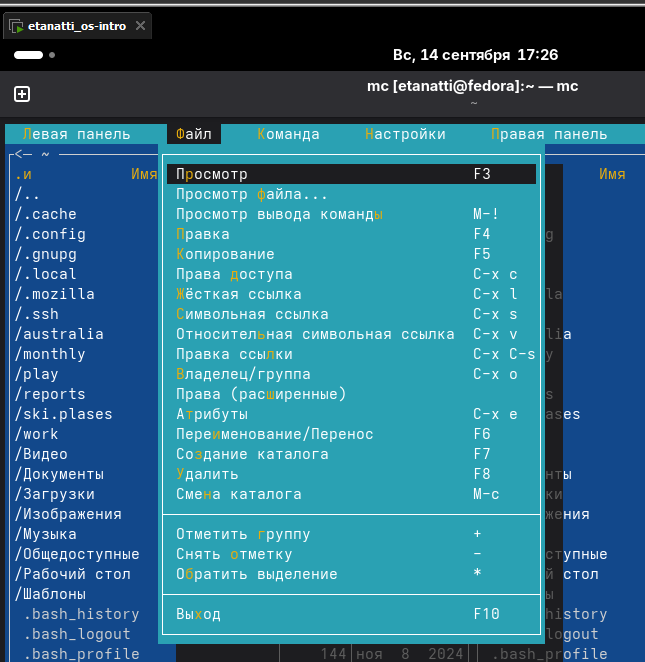 etanatti_os-intro
Вс, 14 сентября 17:26
mc [etanatti@fedora]:~ — mc
~
Левая панель Файл Команда Настройки Правая панель
<— ~
.и Имя Имя
Просмотр F3
/.. Просмотр файла...
/.cache Просмотр вывода команды M-!
/.config Правка F4 g
/.gnupg Копирование F5
/.local Права доступа C-x c
/.mozilla Жёсткая ссылка C-x l la
/.ssh Символьная ссылка C-x s
/australia Относительная символьная ссылка C-x v lia
/monthly Правка ссылки C-x C-s y
/play Владелец/группа C-x o
/reports Права (расширенные) s
/ski.plases Атрибуты C-x e ases
/work Переименование/Перенос F6
/Видео Создание каталога F7
/Документы Удалить F8 нты
/Загрузки Смена каталога M-c ки
/Изображения жения
/Музыка Отметить группу +
/Общедоступные Снять отметку - ступные
/Рабочий стол Обратить выделение * й стол
/Шаблоны ы
.bash_history Выход F10 history
.bash_logout logout
.bash_profile 144 ноя 8 2024 .bash_profile